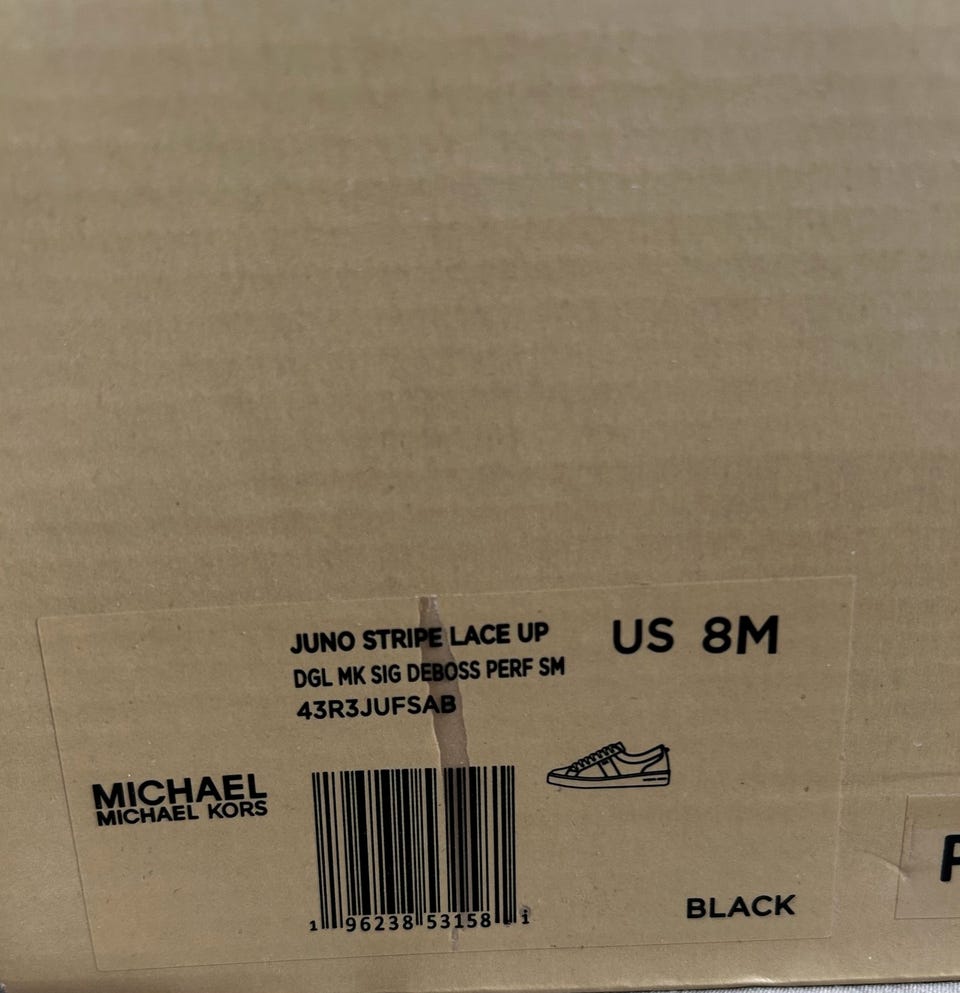 JUNO STRIPE LACE UP
DGL MK SIG DEBOSS PERF SM
43R3JUFSAB
US 8M
MICHAEL
MICHAEL KORS
1 96238 53158 1
BLACK